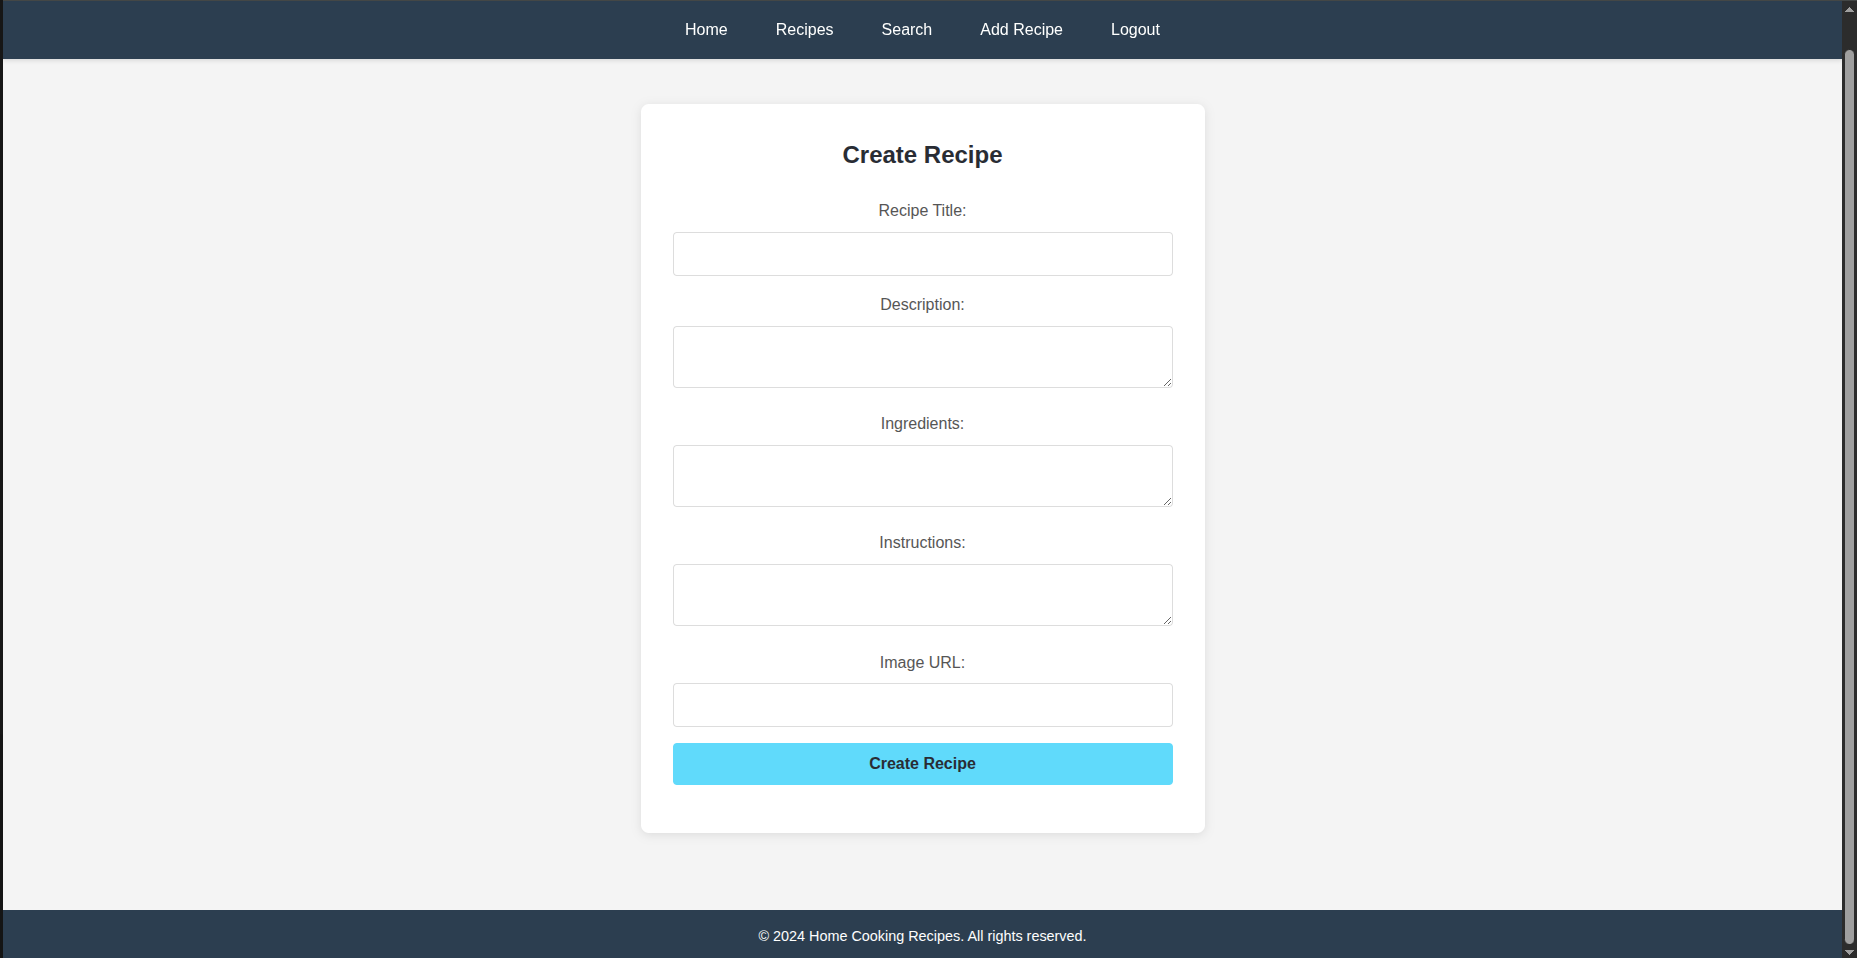 Home Recipes Search Add Recipe Logout
Create Recipe
Recipe Title:
Description:
Ingredients:
Instructions:
Image URL:
Create Recipe
© 2024 Home Cooking Recipes. All rights reserved.